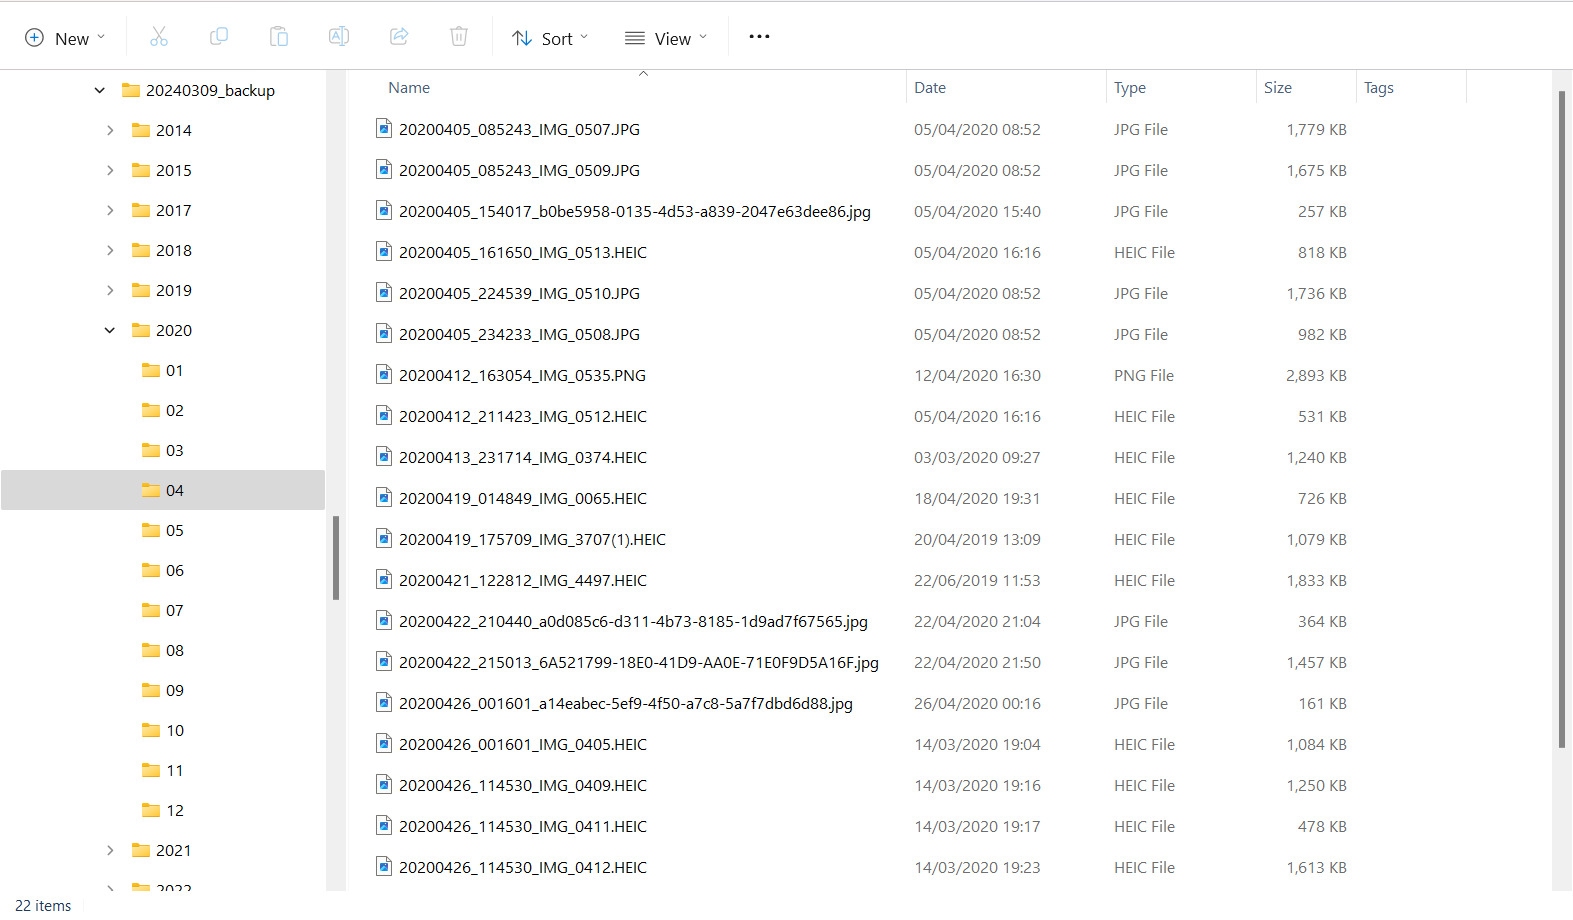 New Sort View
20240309_backup
2014
2015
2017
2018
2019
2020
01
02
03
04
05
06
07
08
09
10
11
12
2021
2022
Name Date Type Size Tags
20200405_085243_IMG_0507.JPG 05/04/2020 08:52 JPG File 1,779 KB
20200405_085243_IMG_0509.JPG 05/04/2020 08:52 JPG File 1,675 KB
20200405_154017_b0be5958-0135-4d53-a839-2047e63dee86.jpg 05/04/2020 15:40 JPG File 257 KB
20200405_161650_IMG_0513.HEIC 05/04/2020 16:16 HEIC File 818 KB
20200405_224539_IMG_0510.JPG 05/04/2020 08:52 JPG File 1,736 KB
20200405_234233_IMG_0508.JPG 05/04/2020 08:52 JPG File 982 KB
20200412_163054_IMG_0535.PNG 12/04/2020 16:30 PNG File 2,893 KB
20200412_211423_IMG_0512.HEIC 05/04/2020 16:16 HEIC File 531 KB
20200413_231714_IMG_0374.HEIC 03/03/2020 09:27 HEIC File 1,240 KB
20200419_014849_IMG_0065.HEIC 18/04/2020 19:31 HEIC File 726 KB
20200419_175709_IMG_3707(1).HEIC 20/04/2019 13:09 HEIC File 1,079 KB
20200421_122812_IMG_4497.HEIC 22/06/2019 11:53 HEIC File 1,833 KB
20200422_210440_a0d085c6-d311-4b73-8185-1d9ad7f67565.jpg 22/04/2020 21:04 JPG File 364 KB
20200422_215013_6A521799-18E0-41D9-AA0E-71E0F9D5A16F.jpg 22/04/2020 21:50 JPG File 1,457 KB
20200426_001601_a14eabec-5ef9-4f50-a7c8-5a7f7dbd6d88.jpg 26/04/2020 00:16 JPG File 161 KB
20200426_001601_IMG_0405.HEIC 14/03/2020 19:04 HEIC File 1,084 KB
20200426_114530_IMG_0409.HEIC 14/03/2020 19:16 HEIC File 1,250 KB
20200426_114530_IMG_0411.HEIC 14/03/2020 19:17 HEIC File 478 KB
20200426_114530_IMG_0412.HEIC 14/03/2020 19:23 HEIC File 1,613 KB
22 items